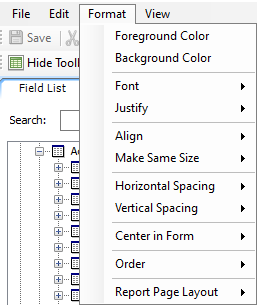 File Edit Format View
Save
Hide
Field List
Search:
Foreground Color
Background Color
Font
Justify
Align
Make Same Size
Horizontal Spacing
Vertical Spacing
Center in Form
Order
Report Page Layout